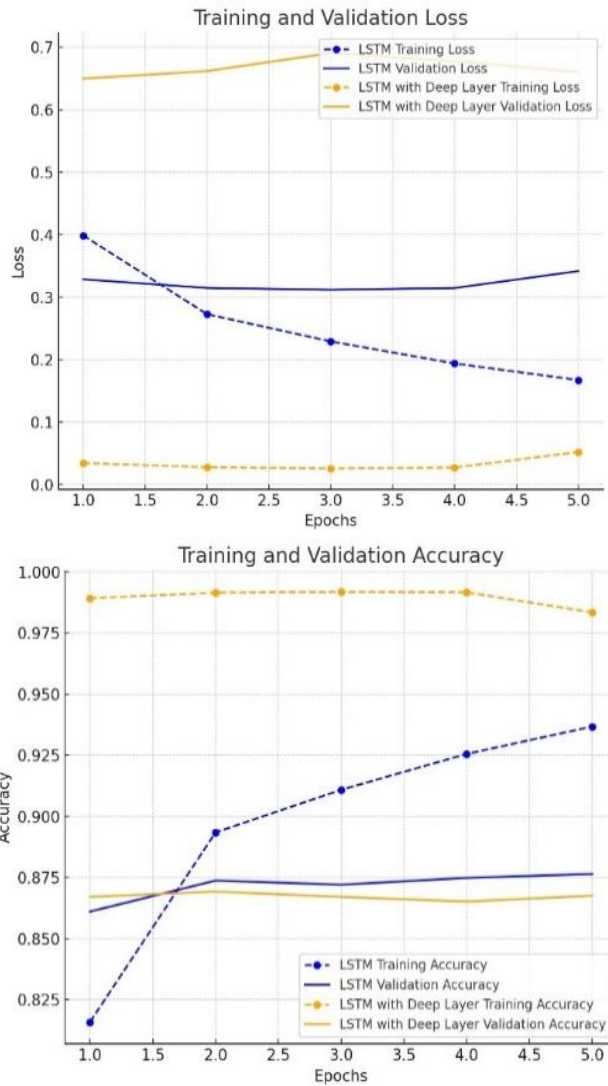 Training and Validation Loss
0.7
0.6
0.5
0.4
0.3
0.2
0.1
0.0
Loss
LSTM Training Loss
LSTM Validation Loss
LSTM with Deep Layer Training Loss
LSTM with Deep Layer Validation Loss
1.0 1.5 2.0 2.5 3.0 3.5 4.0 4.5 5.0
Epochs
Training and Validation Accuracy
1.000
0.975
0.950
0.925
0.900
0.875
0.850
0.825
Accuracy
LSTM Training Accuracy
LSTM Validation Accuracy
LSTM with Deep Layer Training Accuracy
LSTM with Deep Layer Validation Accuracy
1.0 1.5 2.0 2.5 3.0 3.5 4.0 4.5 5.0
Epochs